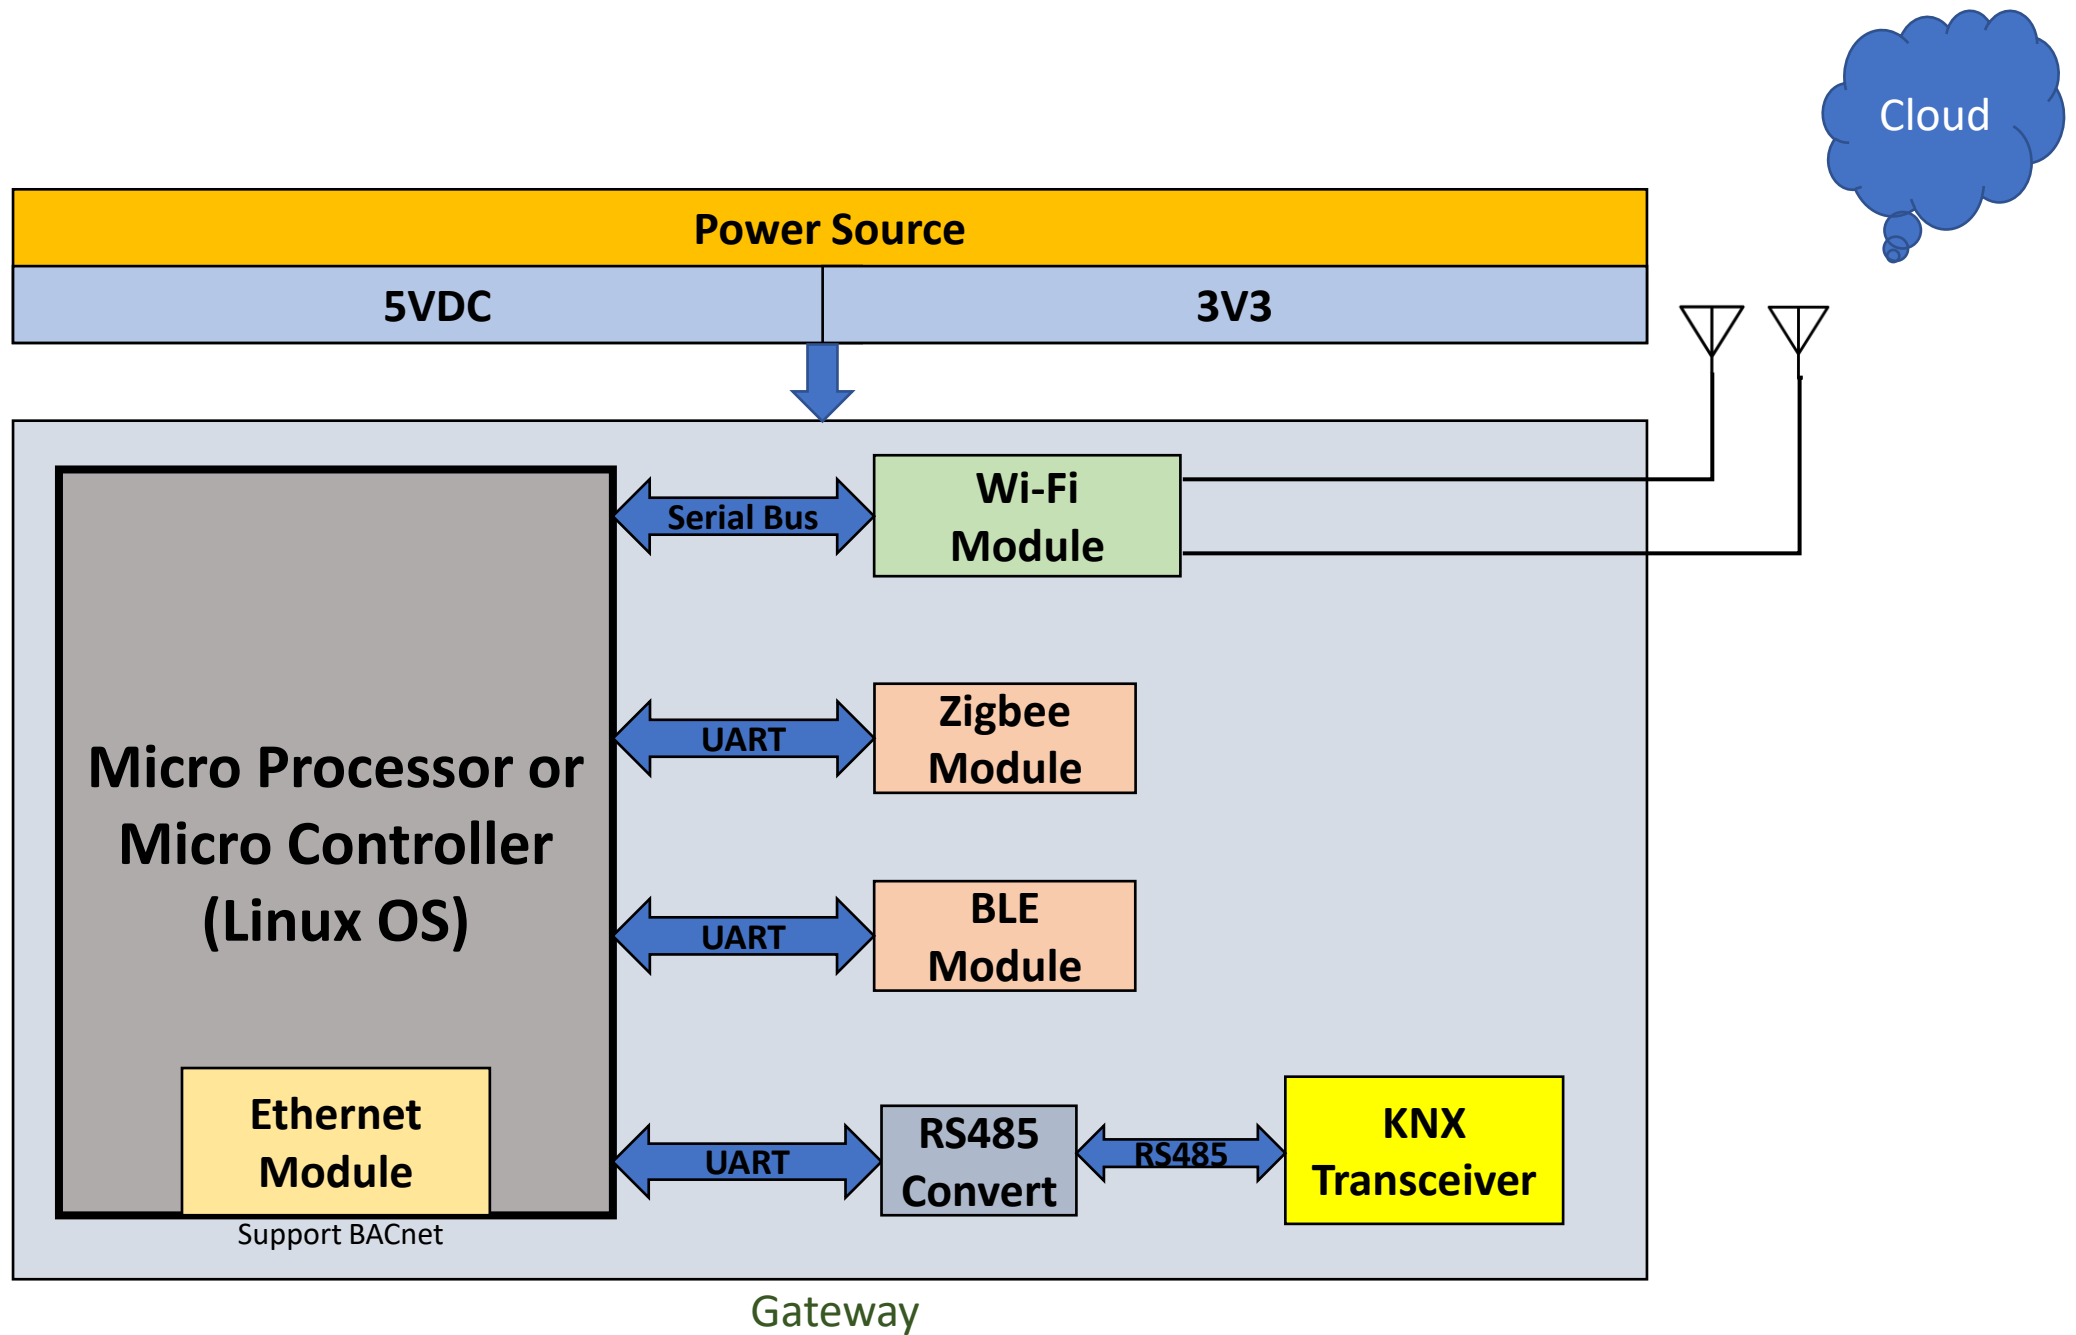 Cloud
Power Source
5VDC
3V3
Serial Bus
Wi-Fi
Module
UART
Zigbee
Module
Micro Processor or
Micro Controller
(Linux OS)
UART
BLE
Module
Ethernet
Module
Support BACnet
UART
RS485
Convert
RS485
KNX
Transceiver
Gateway